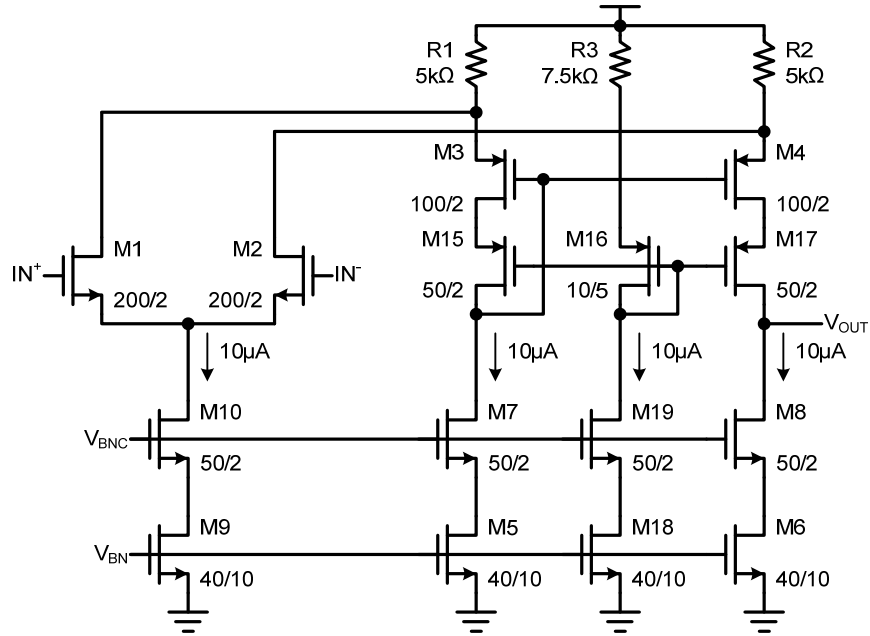 R1
5kΩ
R3
7.5kΩ
R2
5kΩ
M3
100/2
M4
100/2
M1
200/2
M2
200/2
IN+
IN-
M15
50/2
M16
10/5
M17
50/2
VOUT
10µA
10µA
10µA
10µA
M10
50/2
M7
50/2
M19
50/2
M8
50/2
VBNC
M9
40/10
M5
40/10
M18
40/10
M6
40/10
VBN